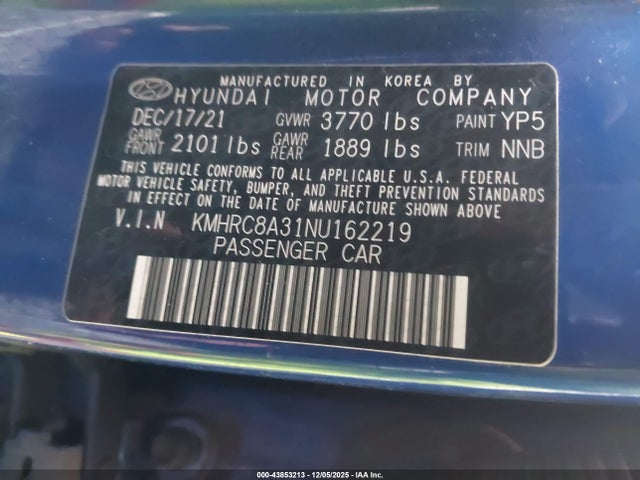 MANUFACTURED IN KOREA BY
HYUNDAI MOTOR COMPANY
DEC/17/21 GVWR 3770 lbs PAINT YP5
GAWR FRONT 2101 lbs GAWR REAR 1889 lbs TRIM NNB
THIS VEHICLE CONFORMS TO ALL APPLICABLE U.S.A. FEDERAL
MOTOR VEHICLE SAFETY, BUMPER, AND THEFT PREVENTION STANDARDS
IN EFFECT ON THE DATE OF MANUFACTURE SHOWN ABOVE
V.I.N KMHRC8A31NU162219
PASSENGER CAR
000-43853213 - 12/05/2025 - IAA Inc.